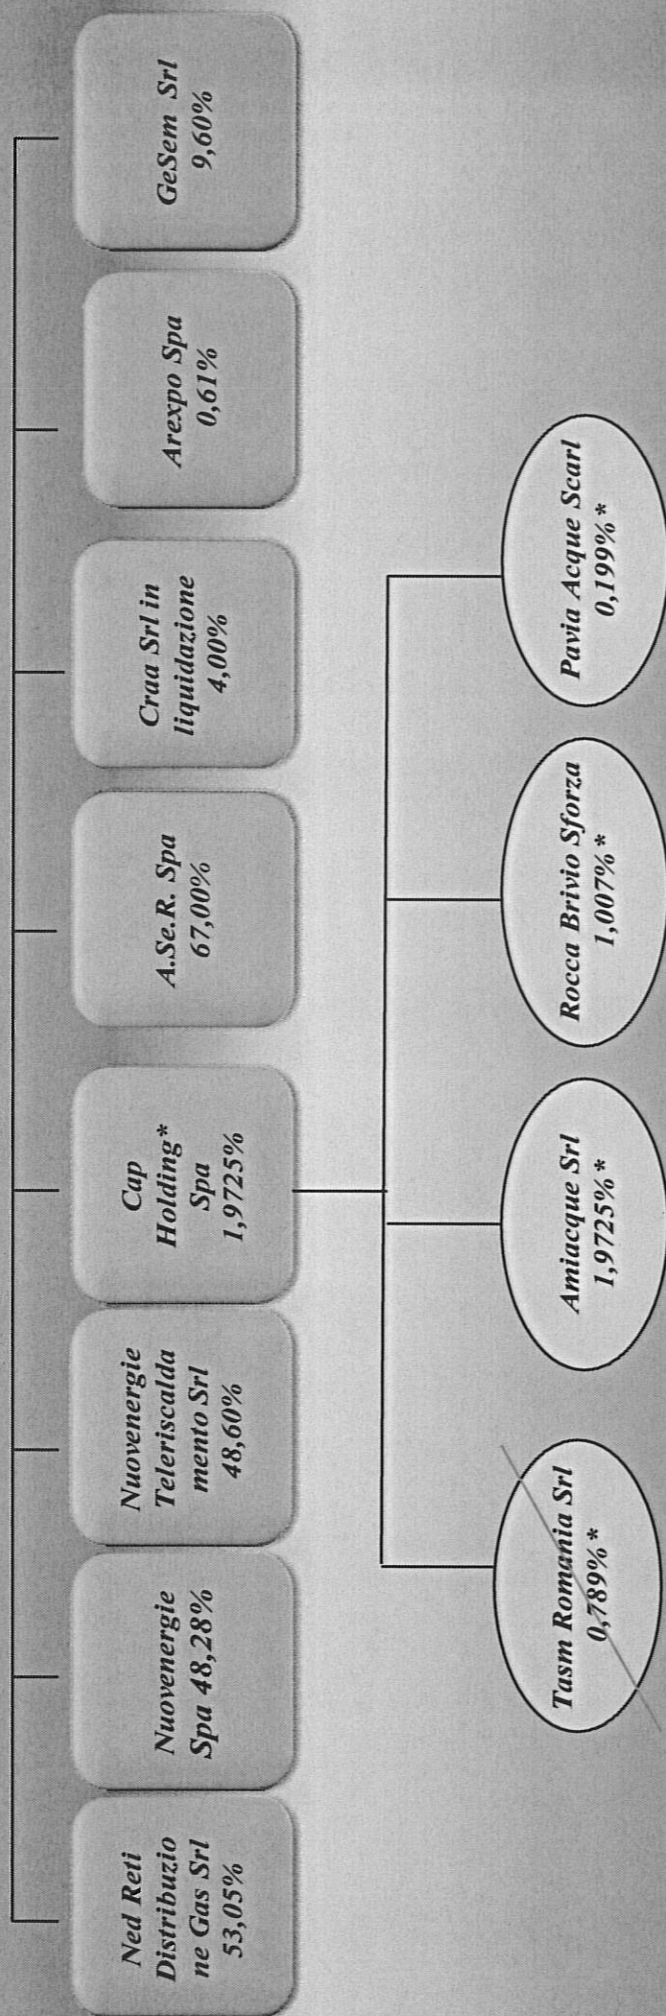 Ned Reti
Distribuzio
ne Gas Srl
53,05%
Nuovenergie
Spa 48,28%
Nuovenergie
Teleriscalda
mento Srl
48,60%
Cap
Holding*
Spa
1,9725%
A.Se.R. Spa
67,00%
Craa Srl in
liquidazione
4,00%
Arexpo Spa
0,61%
GeSem Srl
9,60%
Tasm Romania Srl
0,789%*
Amiacque Srl
1,9725%*
Rocca Brivio Sforza
1,007%*
Pavia Acque Scarl
0,199%*